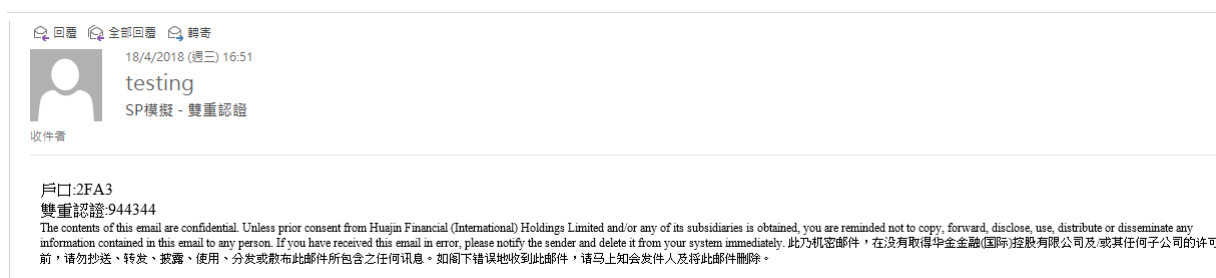 回覆 全部回覆 轉寄
18/4/2018 (週三) 16:51
testing
SP模擬 - 雙重認證
收件者
戶口:2FA3
雙重認證:944344
The contents of this email are confidential. Unless prior consent from Huajin Financial (International) Holdings Limited and/or any of its subsidiaries is obtained, you are reminded not to copy, forward, disclose, use, distribute or disseminate any
information contained in this email to any person. If you have received this email in error, please notify the sender and delete it from your system immediately. 此乃机密邮件，在没有取得华金金融(国际)控股有限公司及/或其任何子公司的许可
前，请勿抄送、转发、披露、使用、分发或散布此邮件所包含之任何讯息。如阁下错误地收到此邮件，请马上知会发件人及将此邮件删除。